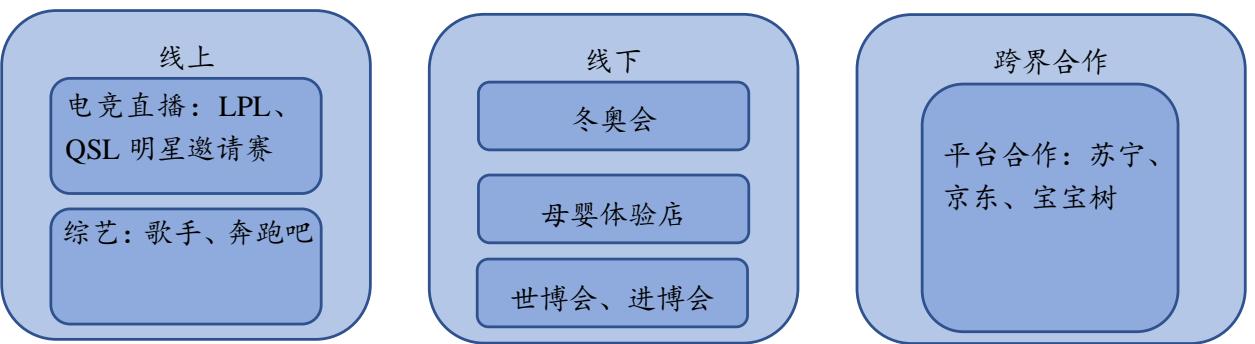 线上
电竞直播：LPL、
QSL 明星邀请赛
综艺：歌手、奔跑吧
线下
冬奥会
母婴体验店
世博会、进博会
跨界合作
平台合作：苏宁、
京东、宝宝树